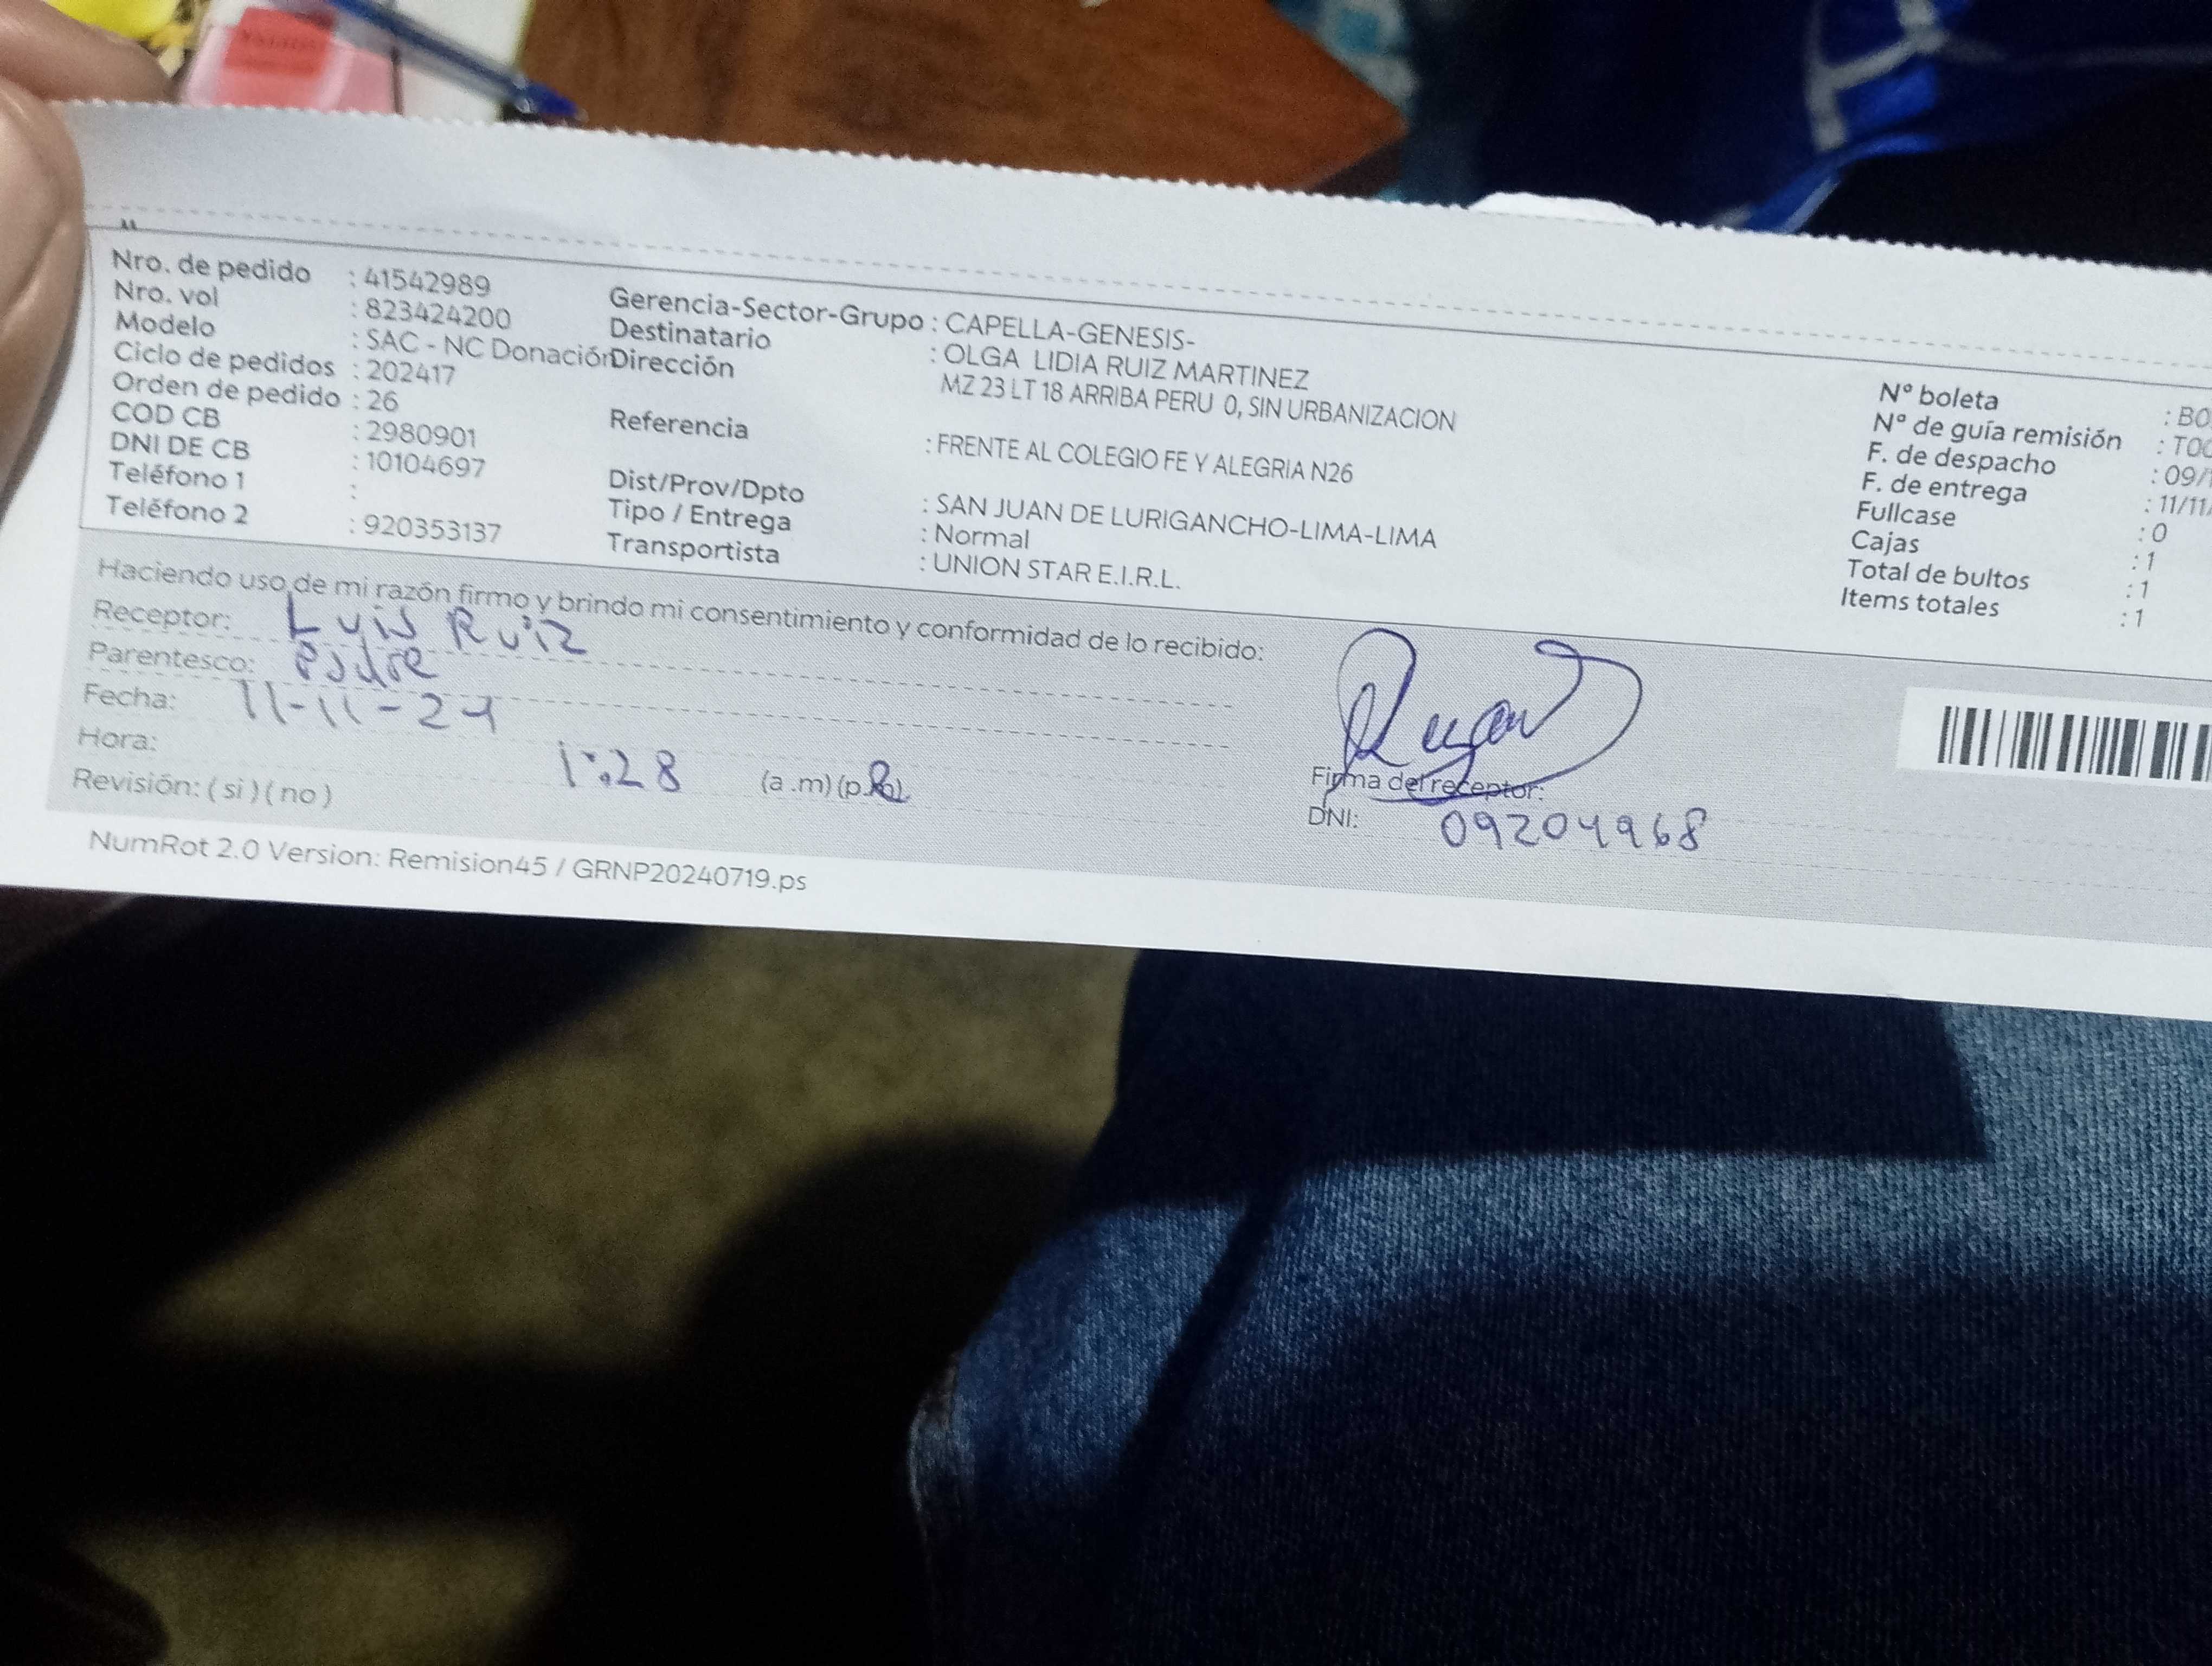 Nro. de pedido : 41542989
Nro. vol : 823424200
Modelo : SAC - NC Donación
Ciclo de pedidos : 202417
Orden de pedido : 26
COD CB : 2980901
DNI DE CB : 10104697
Teléfono 1 :
Teléfono 2 : 920353137
Gerencia-Sector-Grupo : CAPELLA-GENESIS-
Destinatario : OLGA LIDIA RUIZ MARTINEZ
Dirección MZ 23 LT 18 ARRIBA PERU 0, SIN URBANIZACION
Referencia : FRENTE AL COLEGIO FE Y ALEGRIA N26
Dist/Prov/Dpto : SAN JUAN DE LURIGANCHO-LIMA-LIMA
Tipo / Entrega : Normal
Transportista : UNION STAR E.I.R.L.
N° boleta : BO
N° de guía remisión : T00
F. de despacho : 09/1
F. de entrega : 11/11/
Fullcase : 0
Cajas : 1
Total de bultos : 1
Items totales : 1
Haciendo uso de mi razón firmo y brindo mi consentimiento y conformidad de lo recibido:
Receptor: Luis Ruiz
Parentesco: Padre
Fecha: 11-11-24
Hora: 1:28 (a.m) (p.m)
Revisión: ( si ) ( no )
Firma del receptor:
DNI: 09204968
NumRot 2.0 Version: Remision45 / GRNP20240719.ps